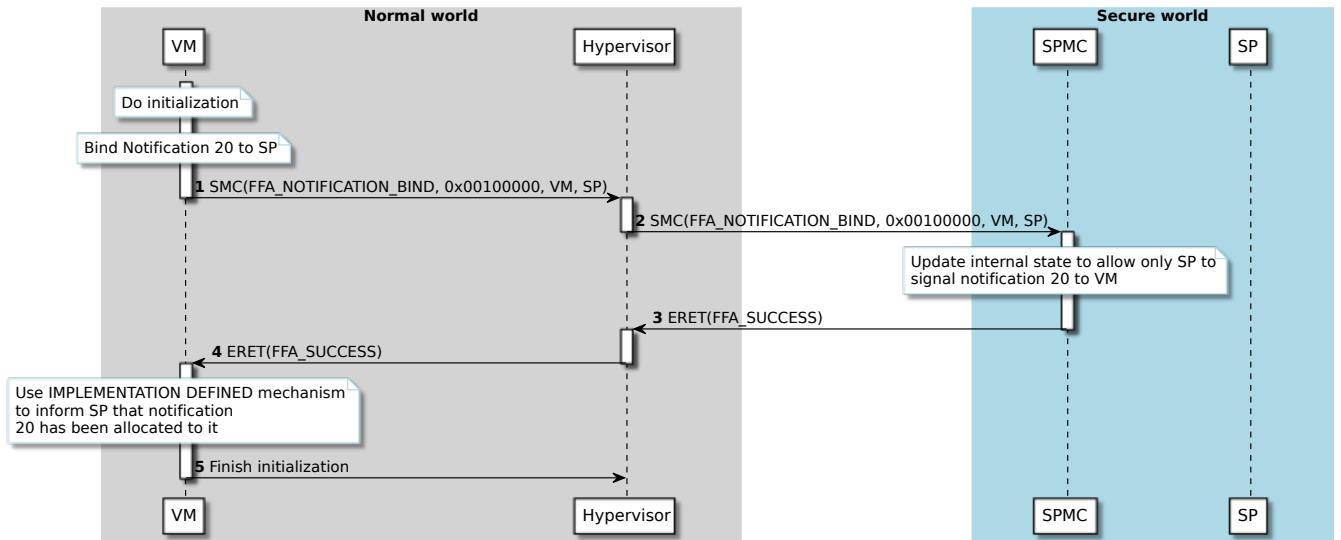 Normal world
Secure world
VM
Hypervisor
SPMC
SP
Do initialization
Bind Notification 20 to SP
1 SMC(FFA_NOTIFICATION_BIND, 0x00100000, VM, SP)
2 SMC(FFA_NOTIFICATION_BIND, 0x00100000, VM, SP)
Update internal state to allow only SP to
signal notification 20 to VM
3 ERET(FFA_SUCCESS)
4 ERET(FFA_SUCCESS)
Use IMPLEMENTATION DEFINED mechanism
to inform SP that notification
20 has been allocated to it
5 Finish initialization
VM
Hypervisor
SPMC
SP